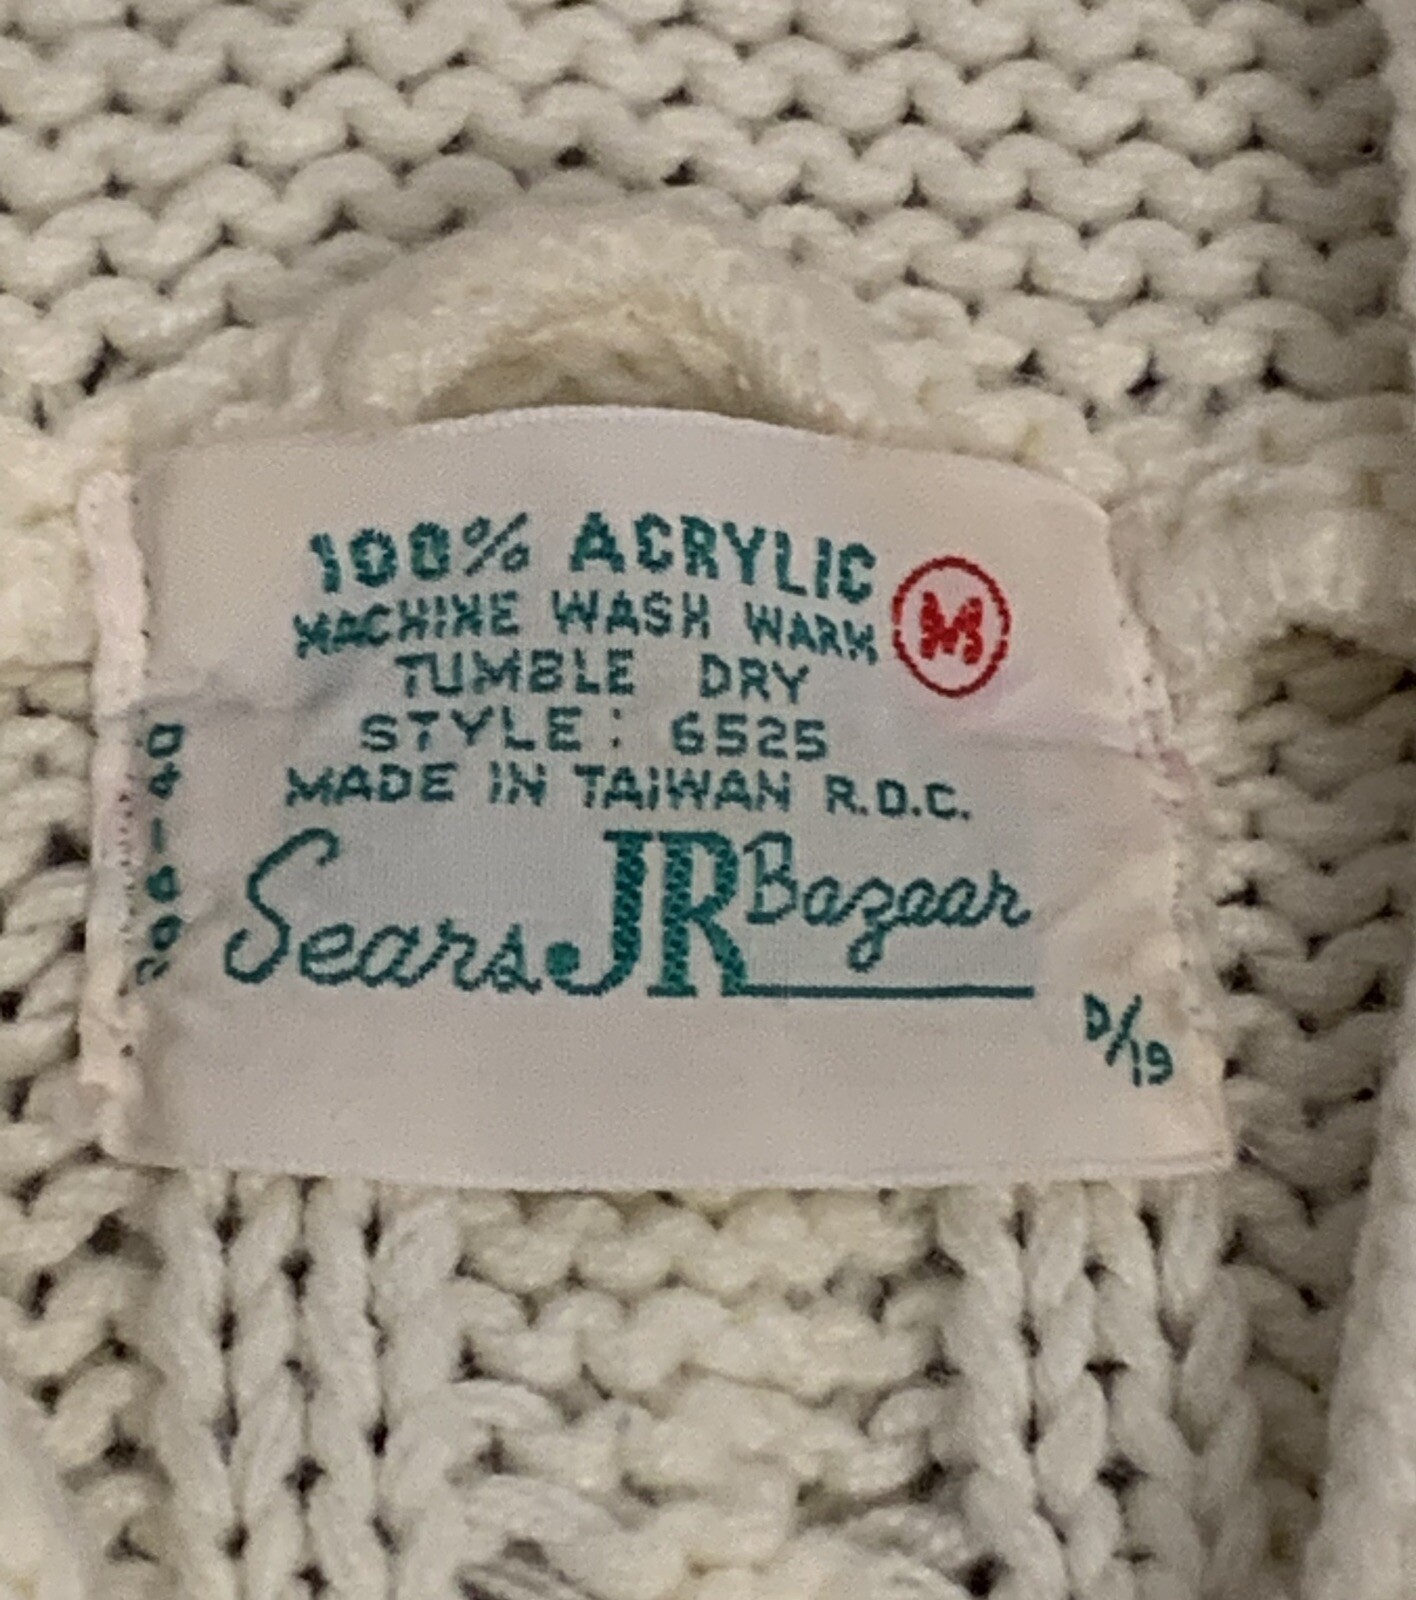 100% ACRYLIC
M
MACHINE WASH WARM
TUMBLE DRY
STYLE: 6525
MADE IN TAIWAN R.O.C.
Sears JR Bazaar
D/19